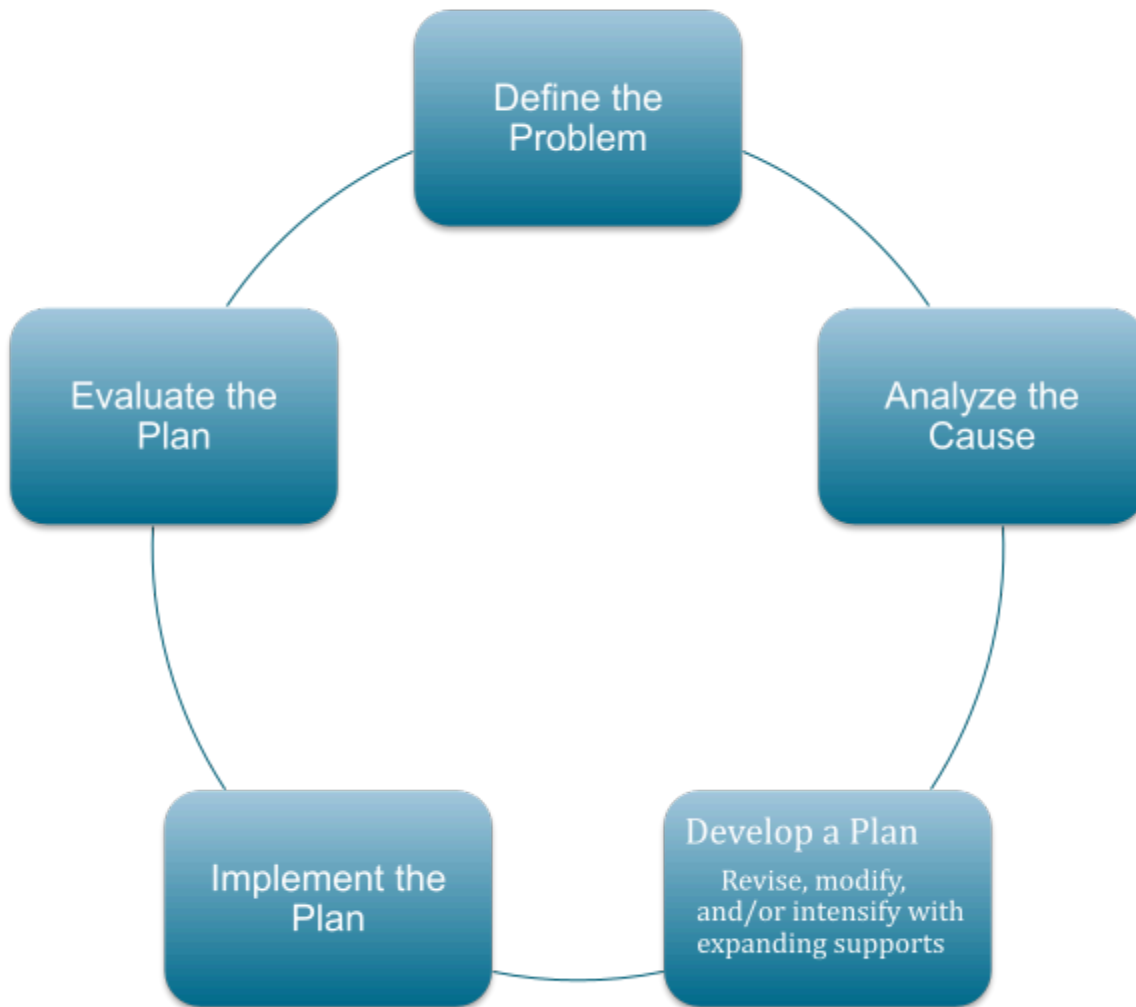 Define the
Problem
Analyze the
Cause
Develop a Plan
Revise, modify,
and/or intensify with
expanding supports
Implement the
Plan
Evaluate the
Plan